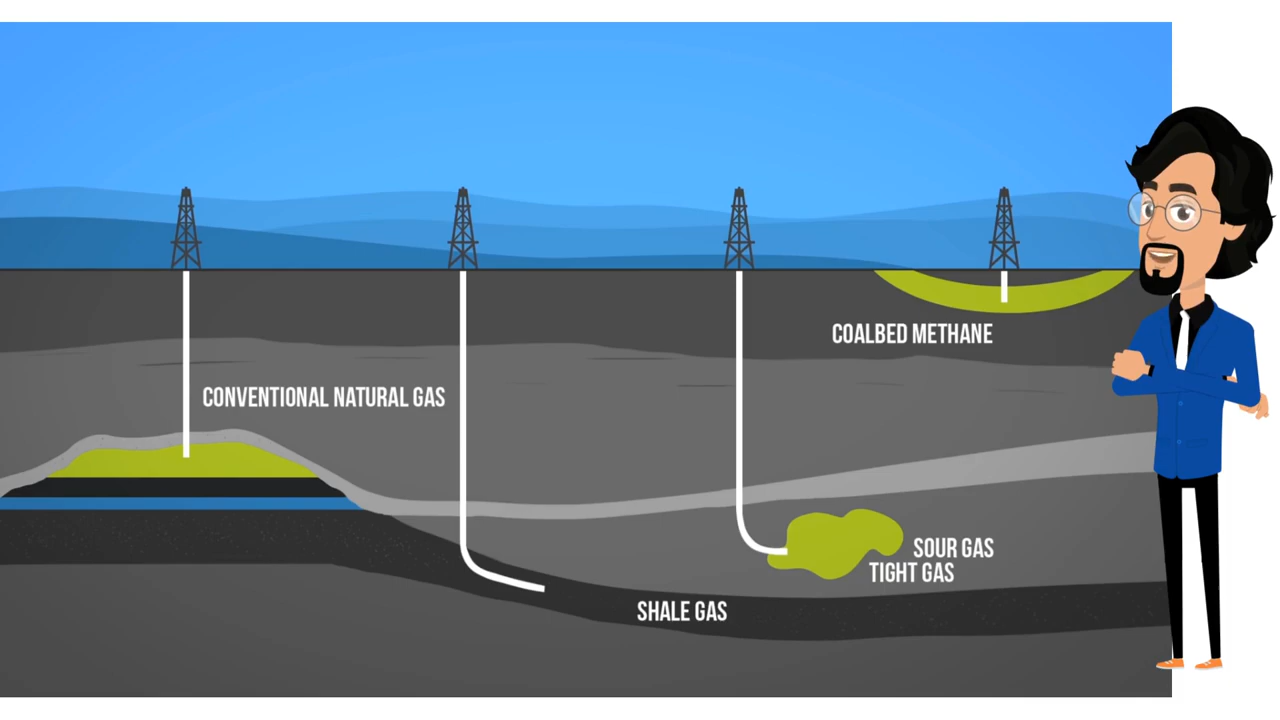 COALBED METHANE
CONVENTIONAL NATURAL GAS
SOUR GAS
TIGHT GAS
SHALE GAS